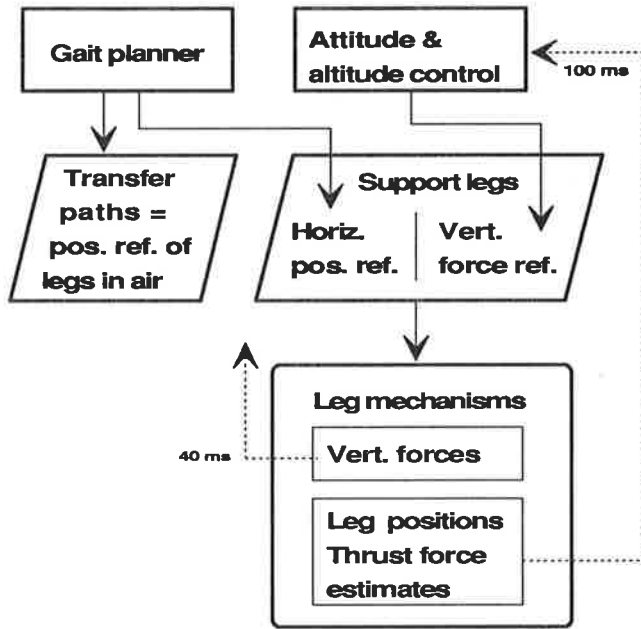 Gait planner
Attitude &
altitude control
100 ms
Transfer
paths =
pos. ref. of
legs in air
Support legs
Horiz.
pos. ref.
Vert.
force ref.
Leg mechanisms
40 ms
Vert. forces
Leg positions
Thrust force
estimates